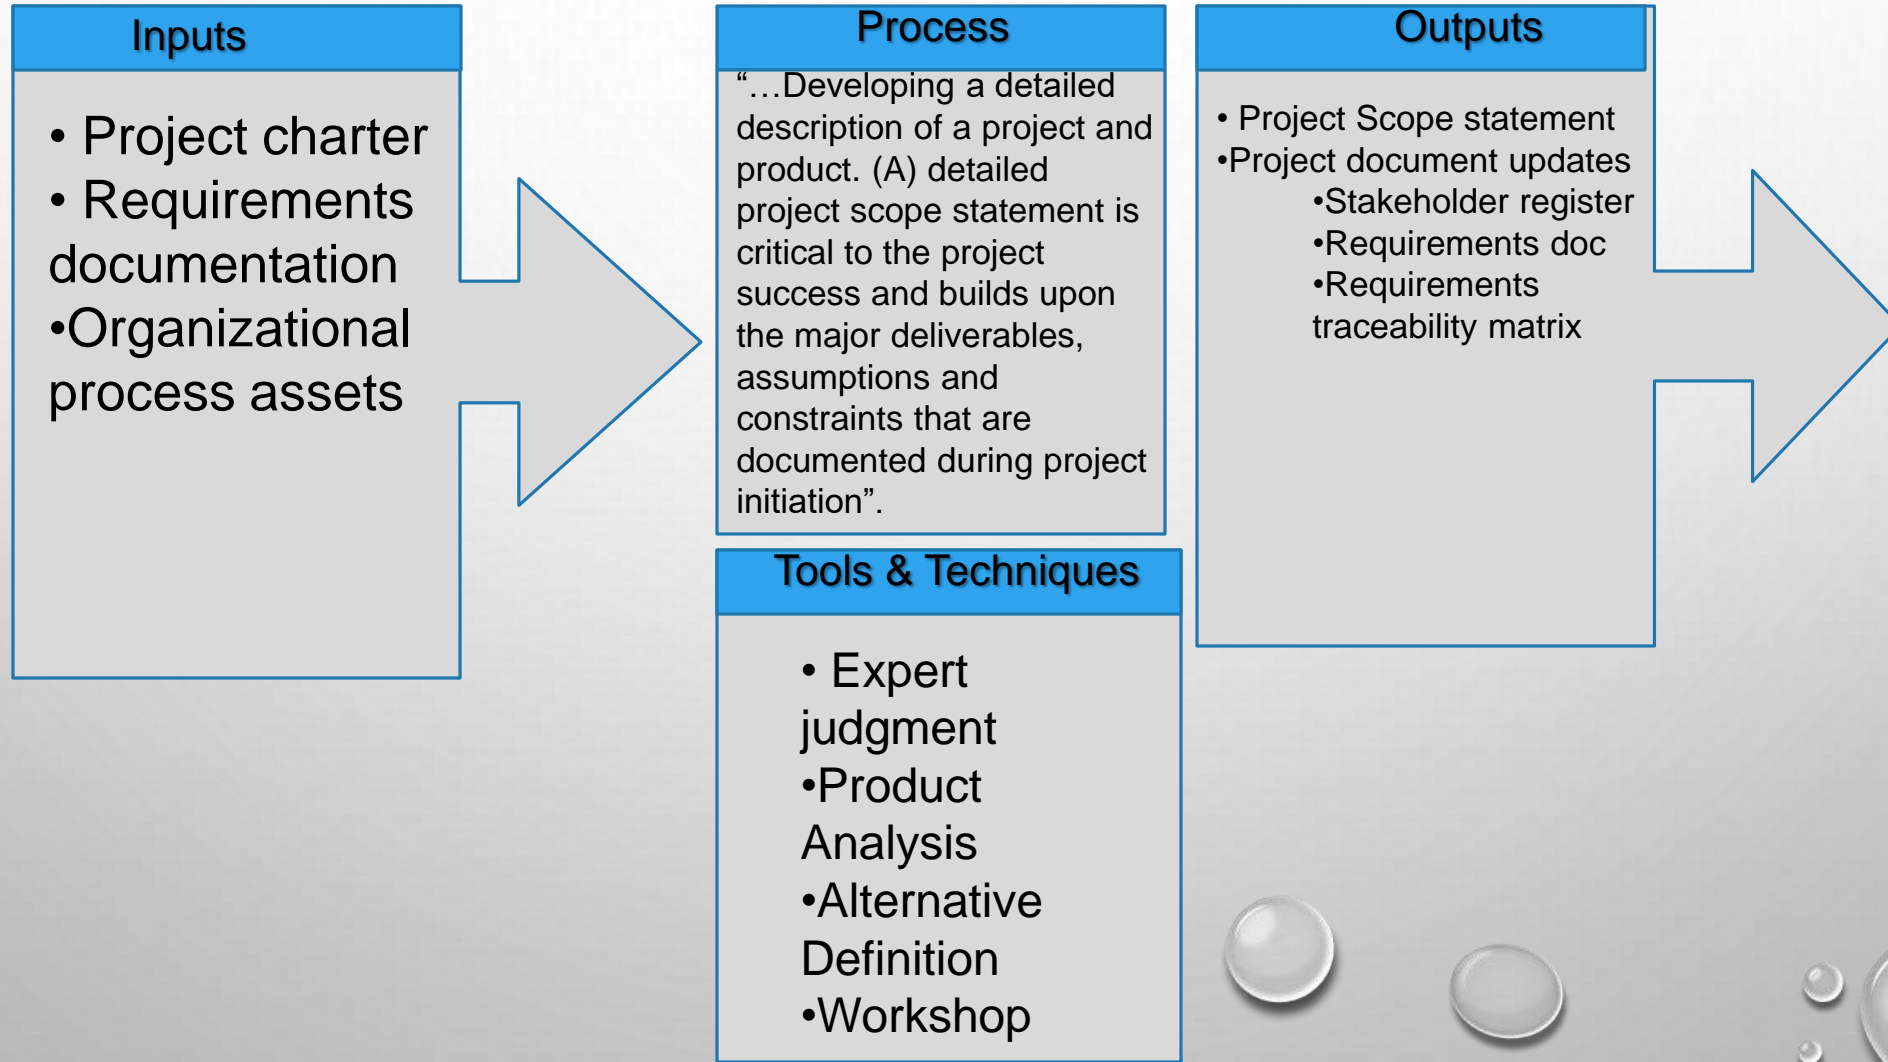 Inputs
• Project charter
• Requirements
documentation
•Organizational
process assets
Process
“…Developing a detailed
description of a project and
product. (A) detailed
project scope statement is
critical to the project
success and builds upon
the major deliverables,
assumptions and
constraints that are
documented during project
initiation”.
Tools & Techniques
• Expert
judgment
•Product
Analysis
•Alternative
Definition
•Workshop
Outputs
• Project Scope statement
•Project document updates
•Stakeholder register
•Requirements doc
•Requirements
traceability matrix